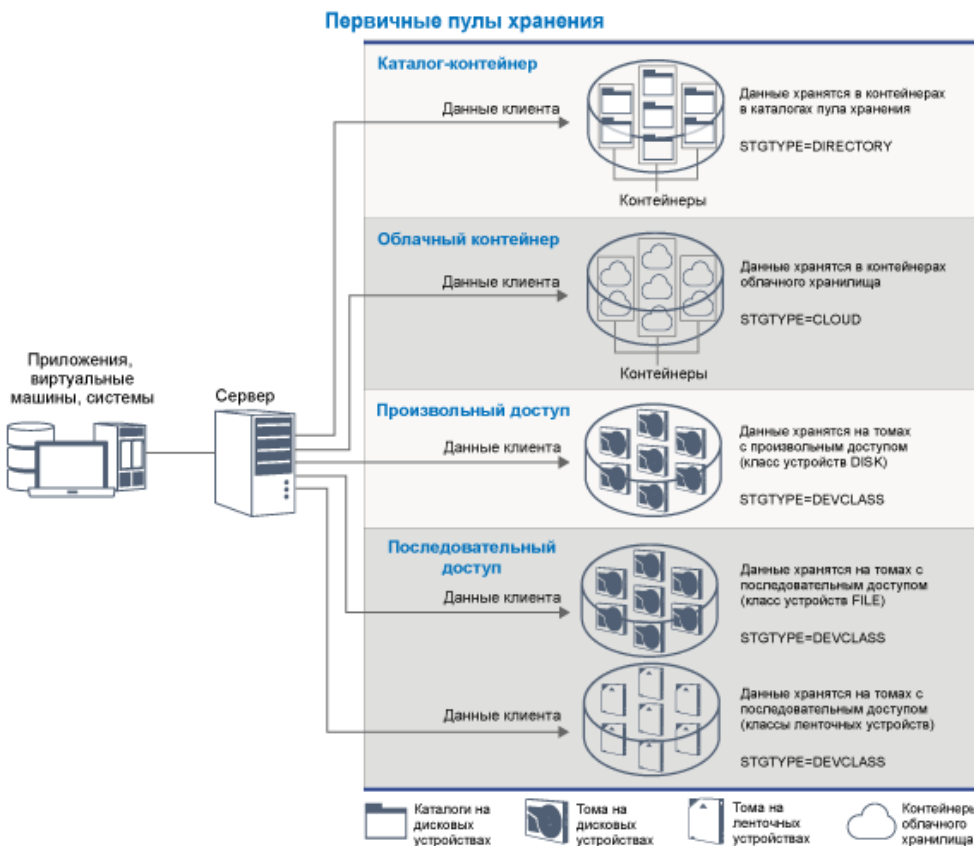 Первичные пулы хранения
Каталог-контейнер
Данные клиента
Данные хранятся в контейнерах
в каталогах пула хранения
STGTYPE=DIRECTORY
Контейнеры
Облачный контейнер
Данные клиента
Данные хранятся в контейнерах
облачного хранилища
STGTYPE=CLOUD
Контейнеры
Приложения,
виртуальные
машины, системы
Сервер
Произвольный доступ
Данные клиента
Данные хранятся на томах
с произвольным доступом
(класс устройств DISK)
STGTYPE=DEVCLASS
Последовательный
доступ
Данные клиента
Данные хранятся на томах с
последовательным доступом
(класс устройств FILE)
STGTYPE=DEVCLASS
Данные клиента
Данные хранятся на томах с
последовательным доступом
(классы ленточных устройств)
STGTYPE=DEVCLASS
Каталоги на
дисковых
устройствах
Тома на
дисковых
устройствах
Тома на
ленточных
устройствах
Контейнеры
облачного
хранилища